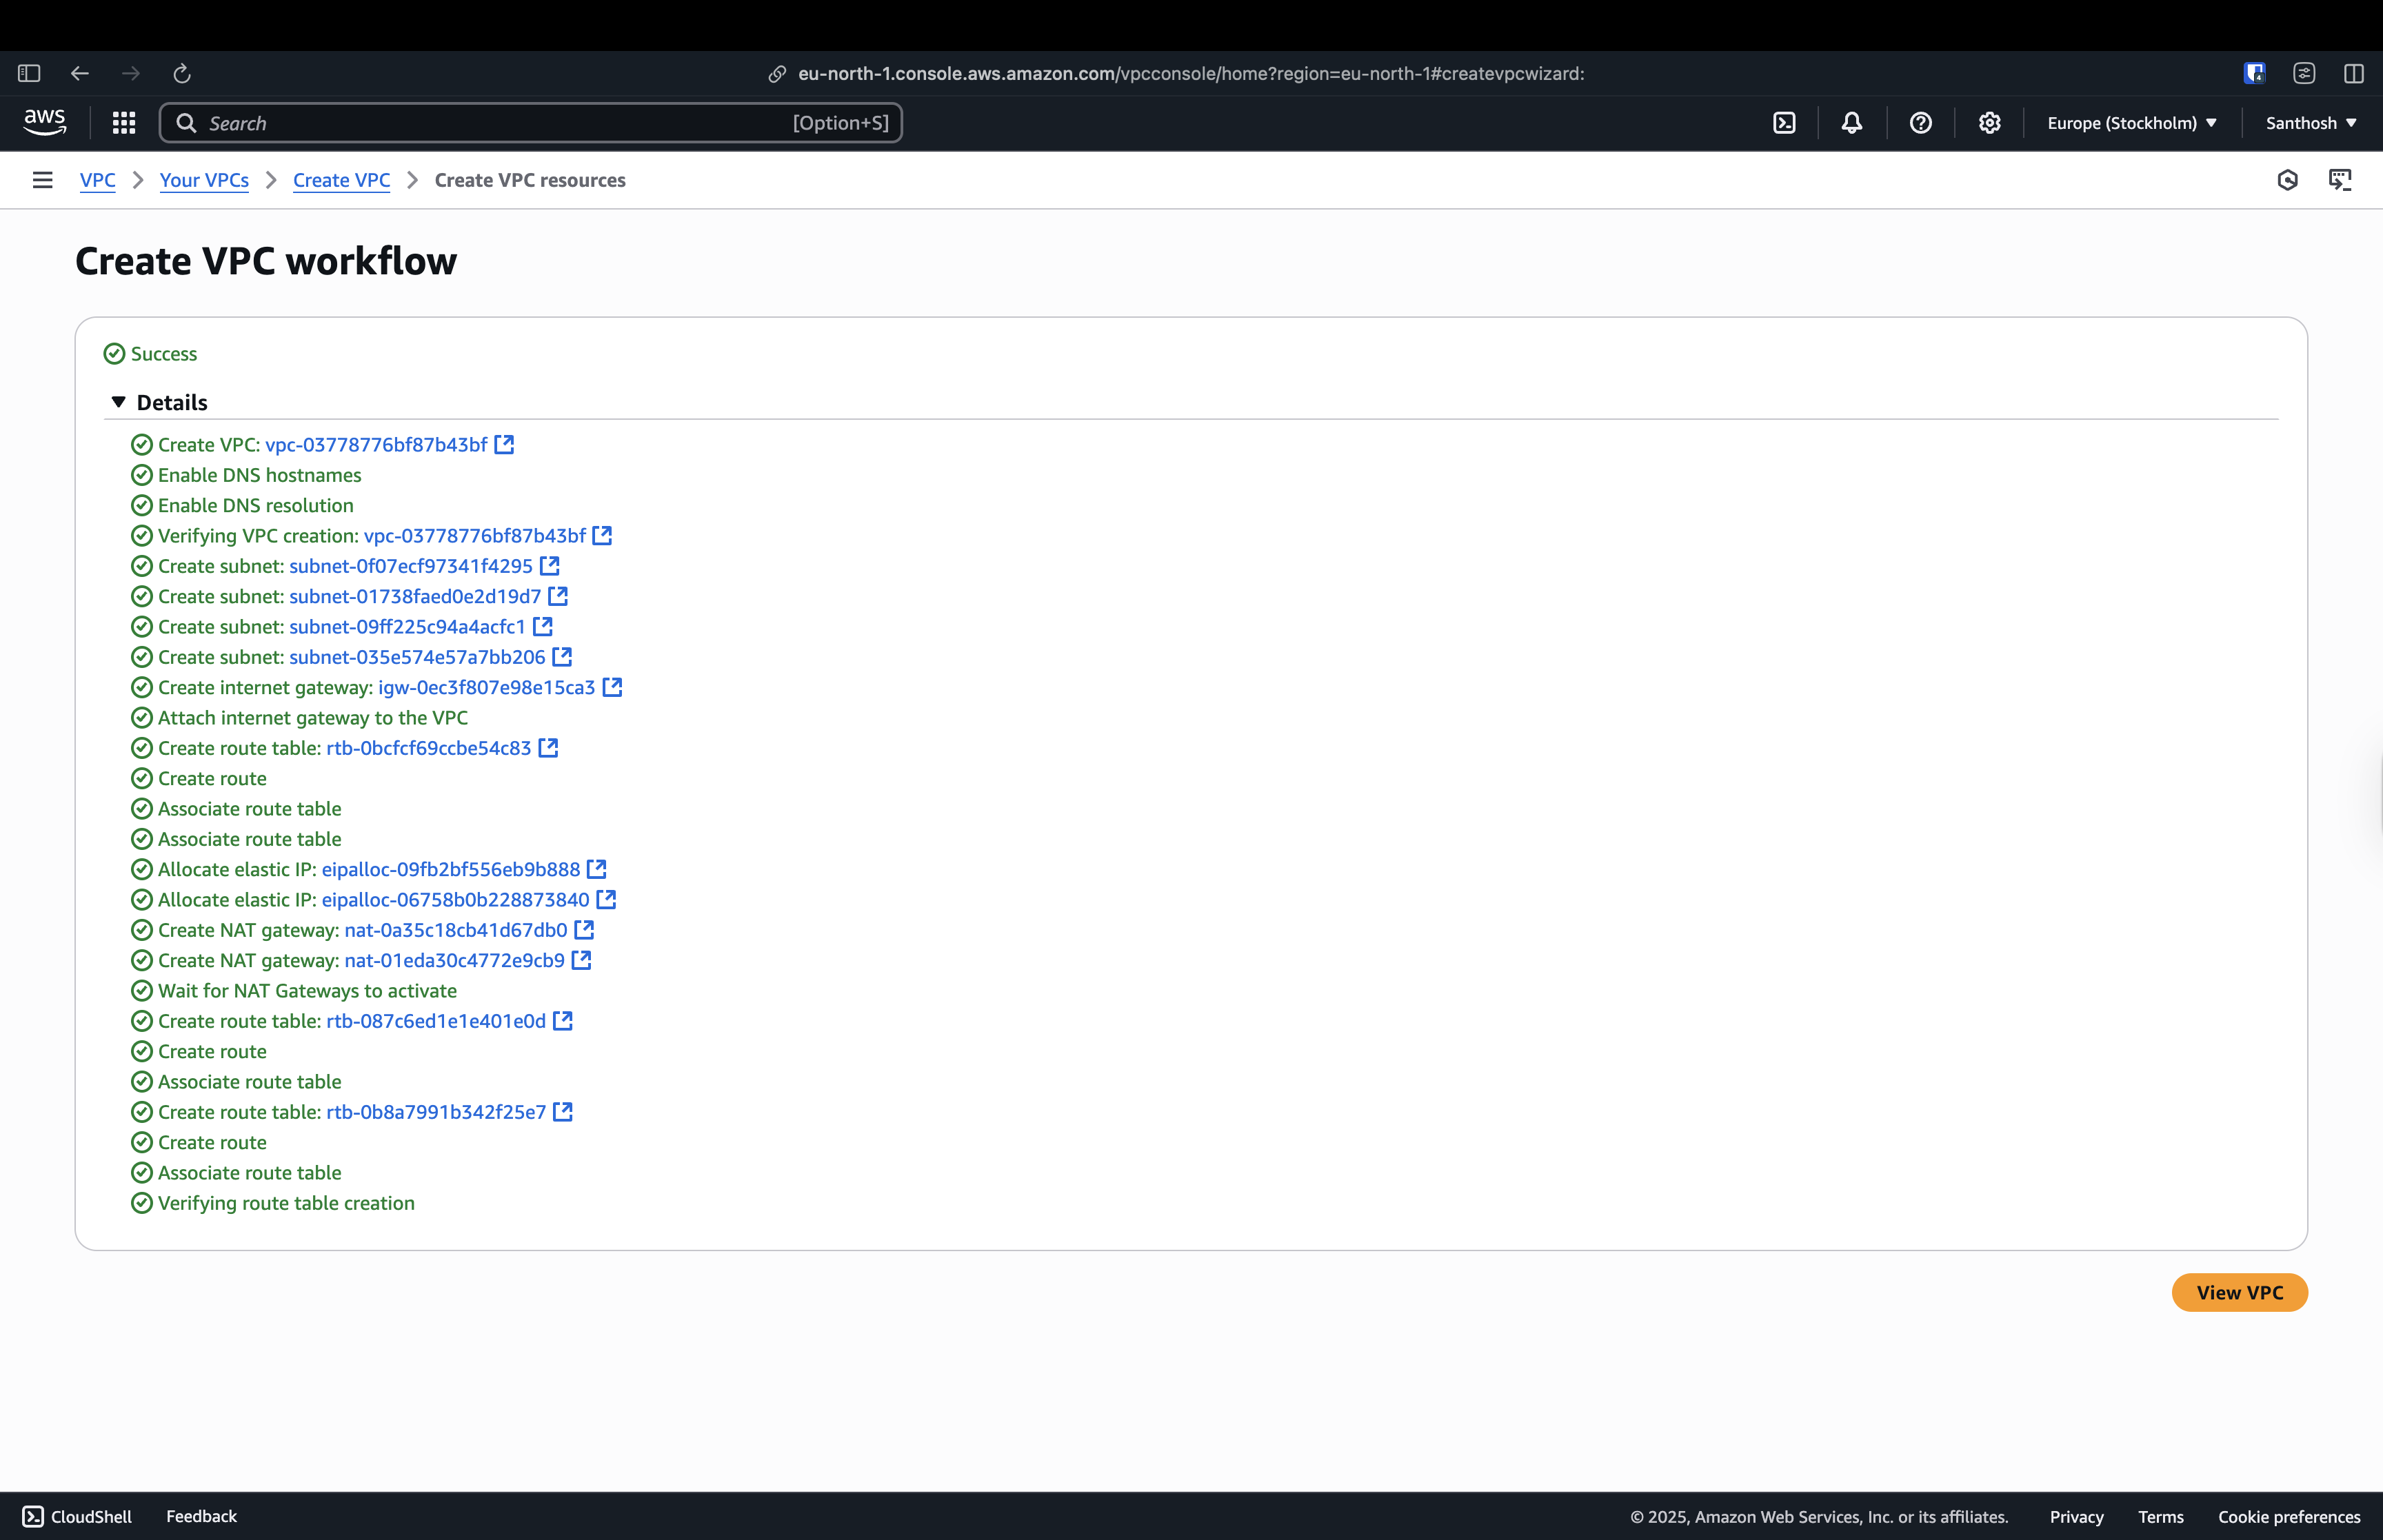 eu-north-1.console.aws.amazon.com/vpcconsole/home?region=eu-north-1#createvpcwizard:
4
aws
Search [Option+S]
Europe (Stockholm)
Santhosh
VPC
Your VPCs
Create VPC
Create VPC resources
Create VPC workflow
Success
Details
Create VPC: vpc-03778776bf87b43bf
Enable DNS hostnames
Enable DNS resolution
Verifying VPC creation: vpc-03778776bf87b43bf
Create subnet: subnet-0f07ecf97341f4295
Create subnet: subnet-01738faed0e2d19d7
Create subnet: subnet-09ff225c94a4acfc1
Create subnet: subnet-035e574e57a7bb206
Create internet gateway: igw-0ec3f807e98e15ca3
Attach internet gateway to the VPC
Create route table: rtb-0bcfcf69ccbe54c83
Create route
Associate route table
Associate route table
Allocate elastic IP: eipalloc-09fb2bf556eb9b888
Allocate elastic IP: eipalloc-06758b0b228873840
Create NAT gateway: nat-0a35c18cb41d67db0
Create NAT gateway: nat-01eda30c4772e9cb9
Wait for NAT Gateways to activate
Create route table: rtb-087c6ed1e1e401e0d
Create route
Associate route table
Create route table: rtb-0b8a7991b342f25e7
Create route
Associate route table
Verifying route table creation
View VPC
CloudShell
Feedback
© 2025, Amazon Web Services, Inc. or its affiliates.
Privacy
Terms
Cookie preferences